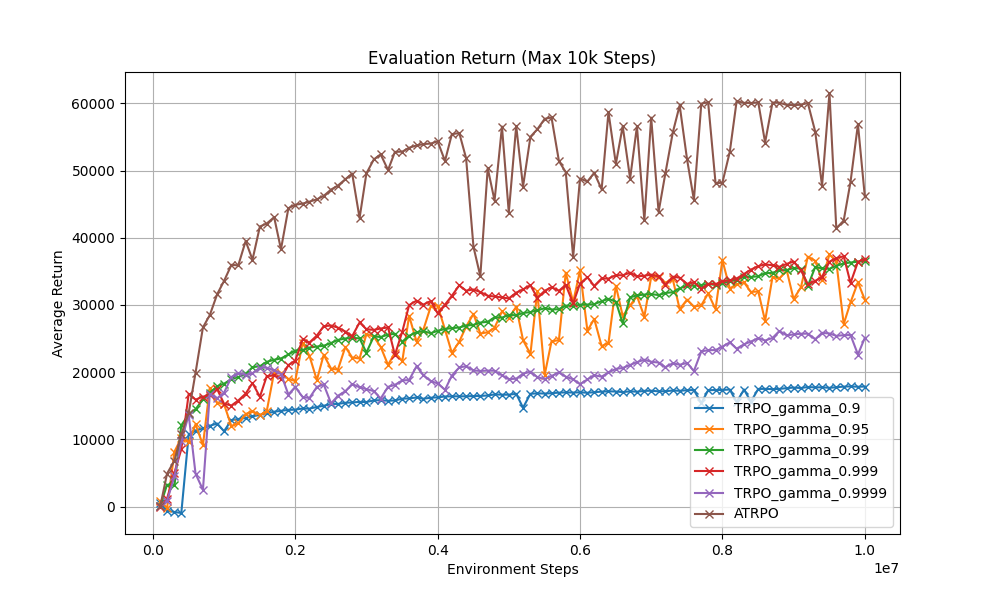 Evaluation Return (Max 10k Steps)
Average Return
60000
50000
40000
30000
20000
10000
0
0.0
0.2
0.4
0.6
0.8
1.0
1e7
Environment Steps
TRPO_gamma_0.9
TRPO_gamma_0.95
TRPO_gamma_0.99
TRPO_gamma_0.999
TRPO_gamma_0.9999
ATRPO